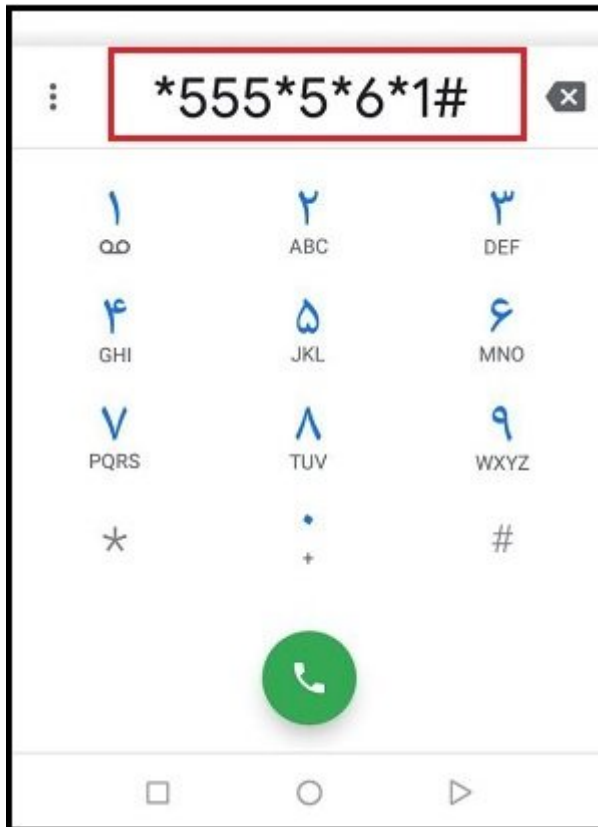 *555*5*6*1#
۱ ۲ ۳
ABC DEF
۴ ۵ ۶
GHI JKL MNO
۷ ۸ ۹
PQRS TUV WXYZ
* ۰ #
+